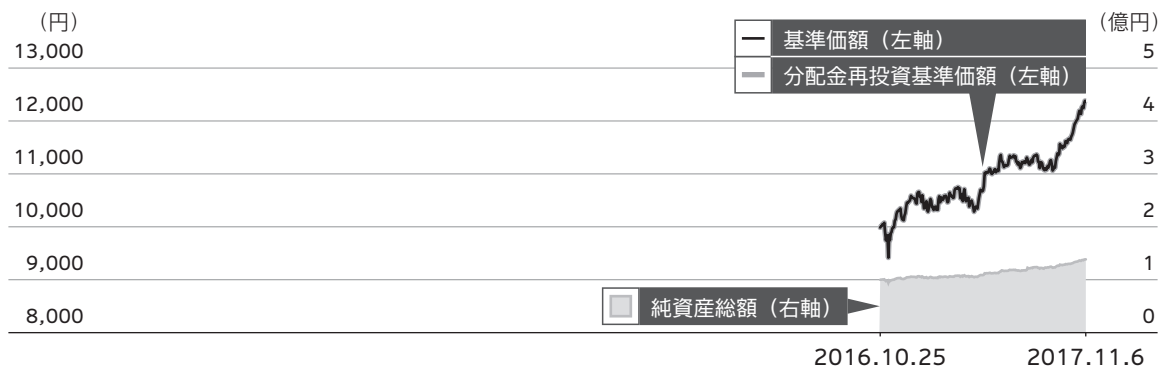 (円)
(億円)
基準価額（左軸）
13,000
5
分配金再投資基準価額（左軸）
12,000
4
11,000
3
10,000
2
9,000
1
純資産総額（右軸）
8,000
0
2016.10.25
2017.11.6